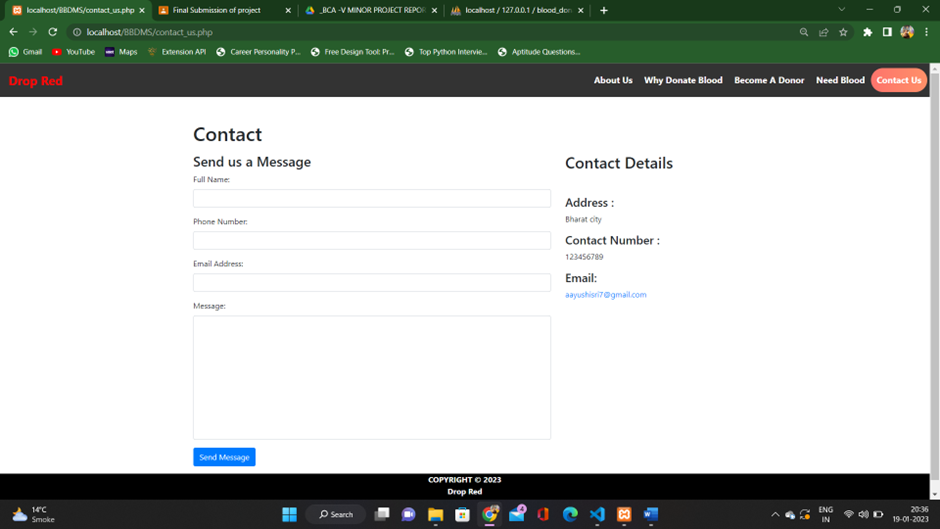 localhost/BBDMS/contact_us.php
Final Submission of project
_BCA -V MINOR PROJECT REPOR
localhost / 127.0.0.1 / blood_don
localhost/BBDMS/contact_us.php
Gmail YouTube Maps Extension API Career Personality P... Free Design Tool: Pr... Top Python Intervie... Aptitude Questions...
Drop Red
About Us Why Donate Blood Become A Donor Need Blood Contact Us
Contact
Send us a Message
Full Name:
Phone Number:
Email Address:
Message:
Send Message
Contact Details
Address :
Bharat city
Contact Number :
123456789
Email:
aayushisri7@gmail.com
COPYRIGHT © 2023
Drop Red
14°C
Smoke
Search
ENG
IN
20:36
19-01-2023